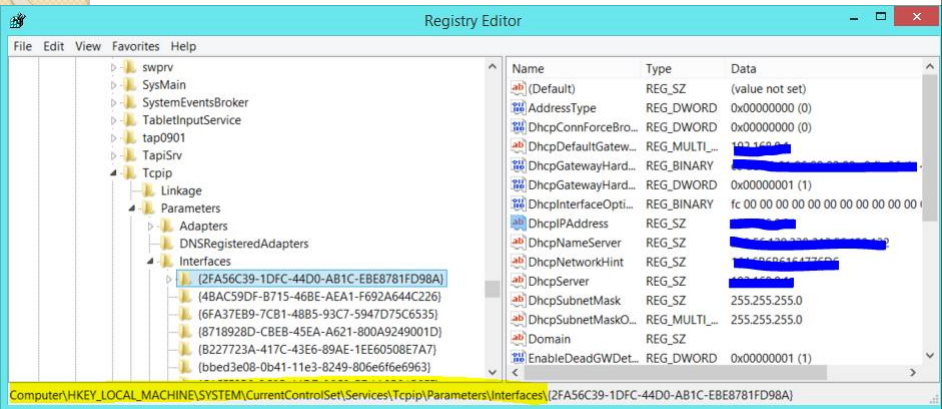 Registry Editor
File Edit View Favorites Help
swprv
SysMain
SystemEventsBroker
TabletInputService
tap0901
TapiSrv
Tcpip
Linkage
Parameters
Adapters
DNSRegisteredAdapters
Interfaces
{2FA56C39-1DFC-44D0-AB1C-EBE8781FD98A}
{4BAC59DF-B715-46BE-AEA1-F692A644C226}
{6FA37EB9-7CB1-48B5-93C7-5947D75C6535}
{8718928D-CBEB-45EA-A621-800A9249001D}
{B227723A-417C-43E6-89AE-1EE60508E7A7}
{bbed3e08-0b41-11e3-8249-806e6f6e6963}
Name Type Data
(Default) REG_SZ (value not set)
AddressType REG_DWORD 0x00000000 (0)
DhcpConnForceBro... REG_DWORD 0x00000000 (0)
DhcpDefaultGatew... REG_MULTI_...
DhcpGatewayHard... REG_BINARY
DhcpGatewayHard... REG_DWORD 0x00000001 (1)
DhcpInterfaceOpti... REG_BINARY fc 00 00 00 00 00 00 00 00 00 00
DhcpIPAddress REG_SZ
DhcpNameServer REG_SZ
DhcpNetworkHint REG_SZ
DhcpServer REG_SZ
DhcpSubnetMask REG_SZ 255.255.255.0
DhcpSubnetMaskO... REG_MULTI_... 255.255.255.0
Domain REG_SZ
EnableDeadGWDet... REG_DWORD 0x00000001 (1)
Computer\HKEY_LOCAL_MACHINE\SYSTEM\CurrentControlSet\Services\Tcpip\Parameters\Interfaces\{2FA56C39-1DFC-44D0-AB1C-EBE8781FD98A}